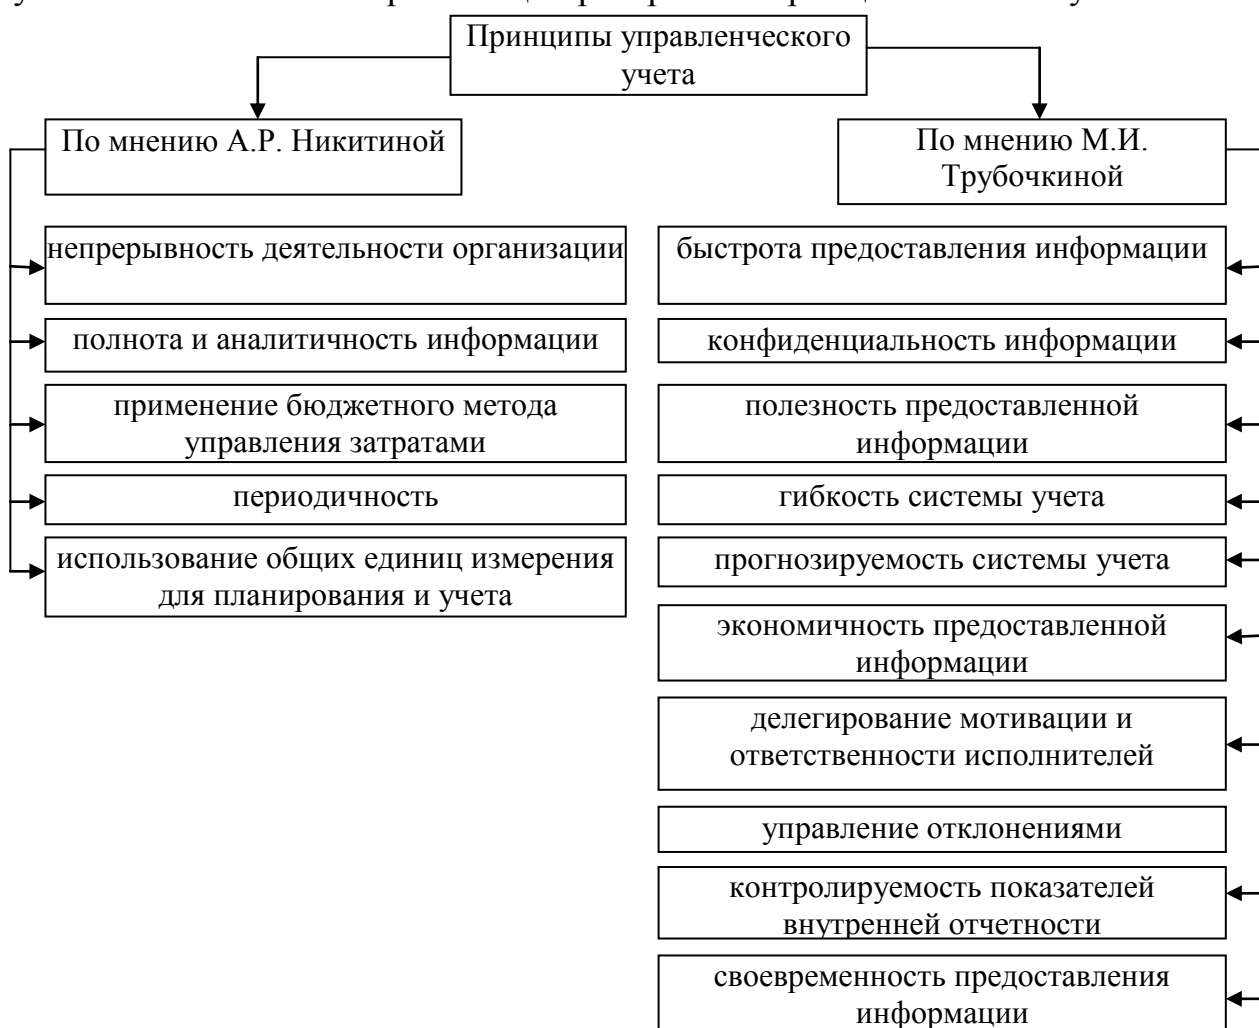 Принципы управленческого
учета
По мнению А.Р. Никитиной
По мнению М.И.
Трубочкиной
непрерывность деятельности организации
полнота и аналитичность информации
применение бюджетного метода
управления затратами
периодичность
использование общих единиц измерения
для планирования и учета
быстрота предоставления информации
конфиденциальность информации
полезность предоставленной
информации
гибкость системы учета
прогнозируемость системы учета
экономичность предоставленной
информации
делегирование мотивации и
ответственности исполнителей
управление отклонениями
контролируемость показателей
внутренней отчетности
своевременность предоставления
информации